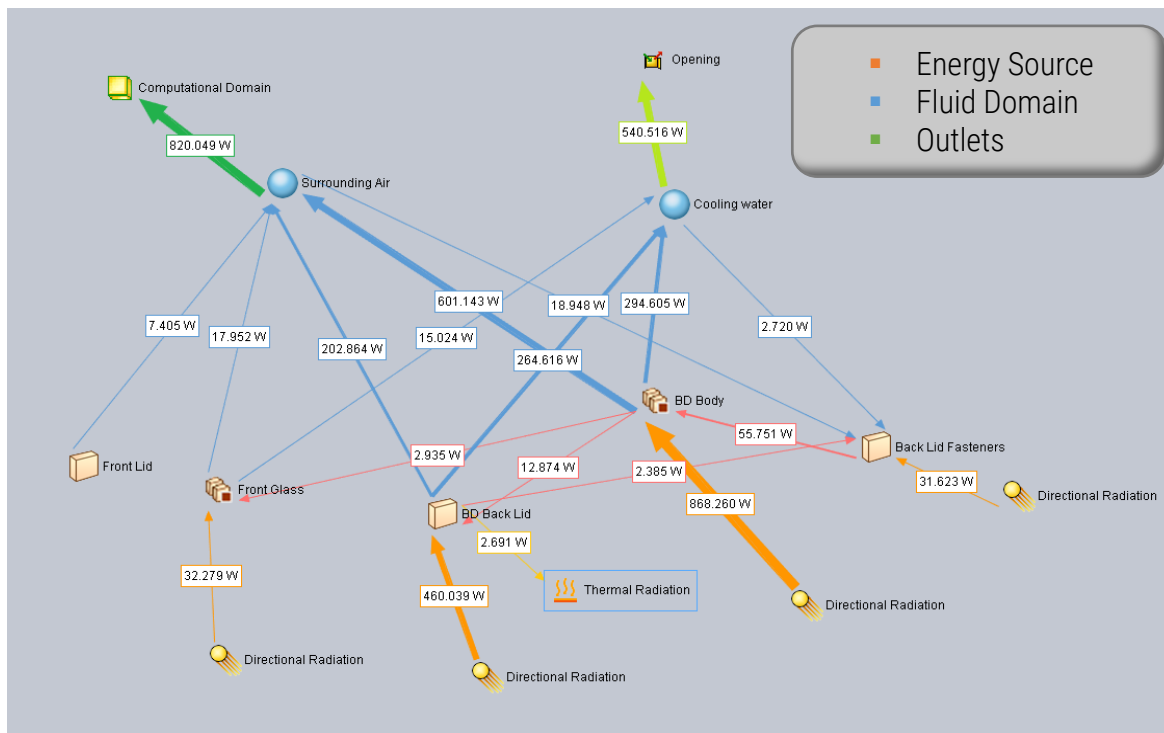 Energy Source
Fluid Domain
Outlets
Opening
Computational Domain
540.516 W
820.049 W
Surrounding Air
Cooling water
601.143 W
18.948 W
294.605 W
7.405 W
17.952 W
15.024 W
2.720 W
202.864 W
264.616 W
BD Body
55.751 W
Back Lid Fasteners
2.935 W
12.874 W
2.385 W
Front Lid
31.623 W
Front Glass
Directional Radiation
868.260 W
BD Back Lid
2.691 W
32.279 W
Thermal Radiation
460.039 W
Directional Radiation
Directional Radiation
Directional Radiation